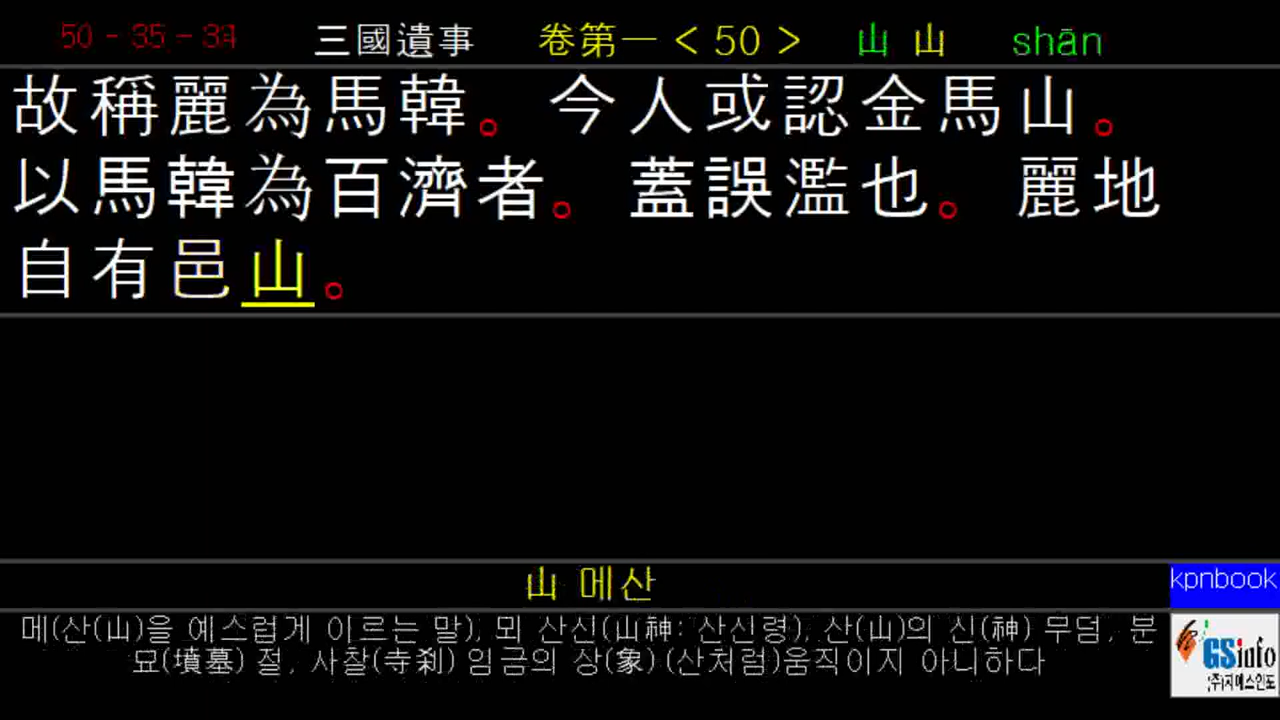 50 - 35 - 34
三國遺事 卷第一 < 50 > 山 山 shān
故稱麗為馬韓。今人或認金馬山。
以馬韓為百濟者。蓋誤濫也。麗地
自有邑山。
山 메산
kpnbook
메(산(山)을 예스럽게 이르는 말), 뫼 산신(山神: 산신령), 산(山)의 신(神) 무덤, 분
묘(墳墓) 절, 사찰(寺刹) 임금의 상(象) (산처럼)움직이지 아니하다
GSinfo
(주)지에스인포